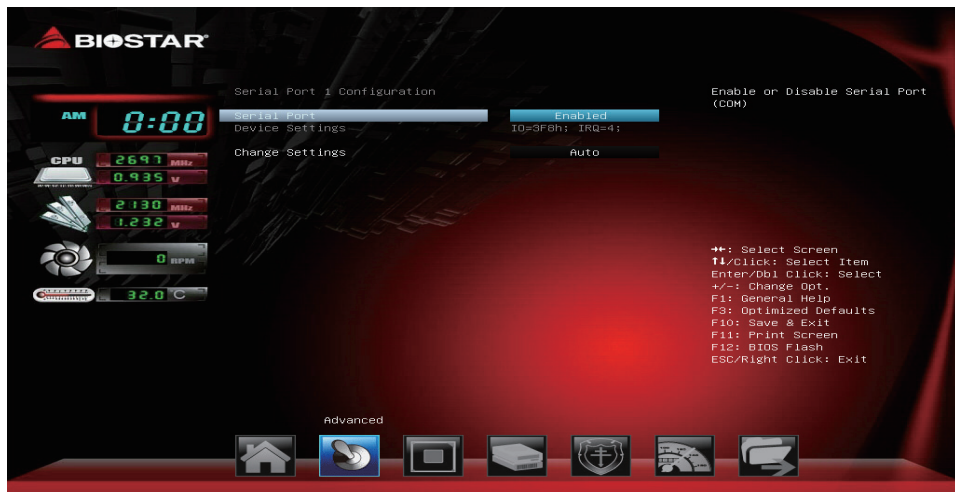 BIOSTAR
Serial Port 1 Configuration
Serial Port Enabled
Device Settings IO=3F8h; IRQ=4;
Change Settings Auto
Enable or Disable Serial Port
(COM)
AM 0:00
CPU 2697 MHz
0.935 V
2130 MHz
1.232 V
0 RPM
32.0 °C
→←: Select Screen
↑↓/Click: Select Item
Enter/Dbl Click: Select
+/-: Change Opt.
F1: General Help
F3: Optimized Defaults
F10: Save & Exit
F11: Print Screen
F12: BIOS Flash
ESC/Right Click: Exit
Advanced